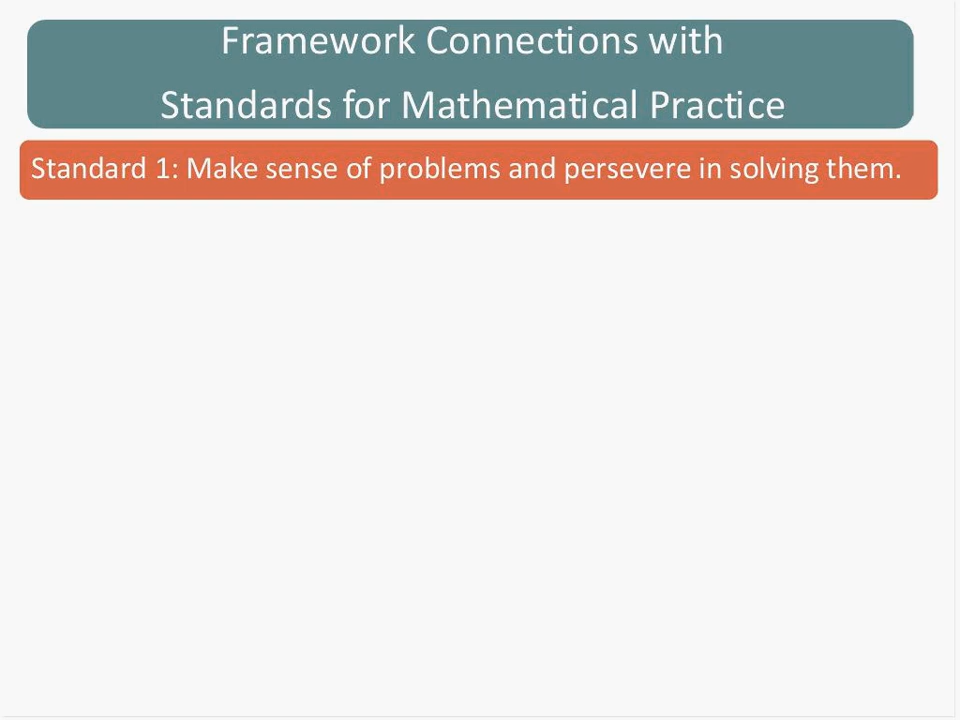 Framework Connections with
Standards for Mathematical Practice
Standard 1: Make sense of problems and persevere in solving them.